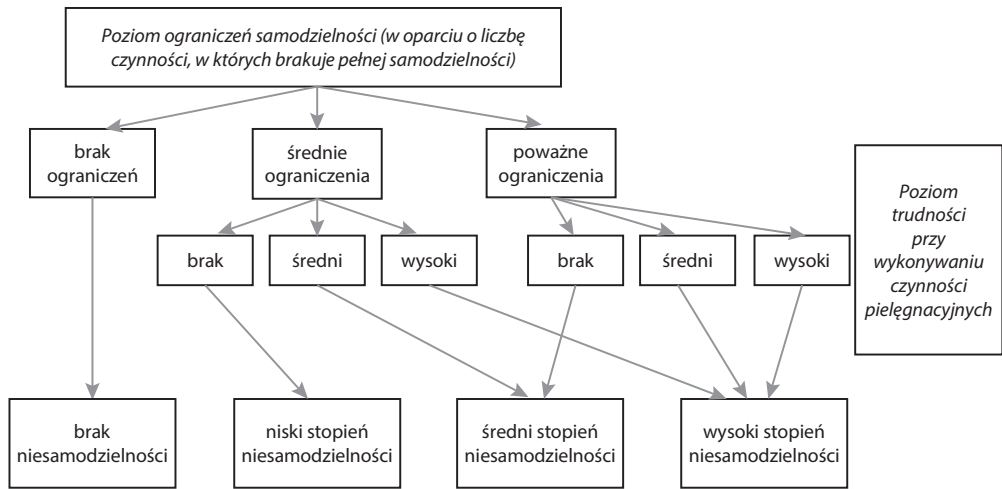 Poziom ograniczeń samodzielności (w oparciu o liczbę
czynności, w których brakuje pełnej samodzielności)
brak
ograniczeń
średnie
ograniczenia
poważne
ograniczenia
Poziom
trudności
przy
wykonywaniu
czynności
pielęgnacyjnych
brak
średni
wysoki
brak
średni
wysoki
brak
niesamodzielności
niski stopień
niesamodzielności
średni stopień
niesamodzielności
wysoki stopień
niesamodzielności